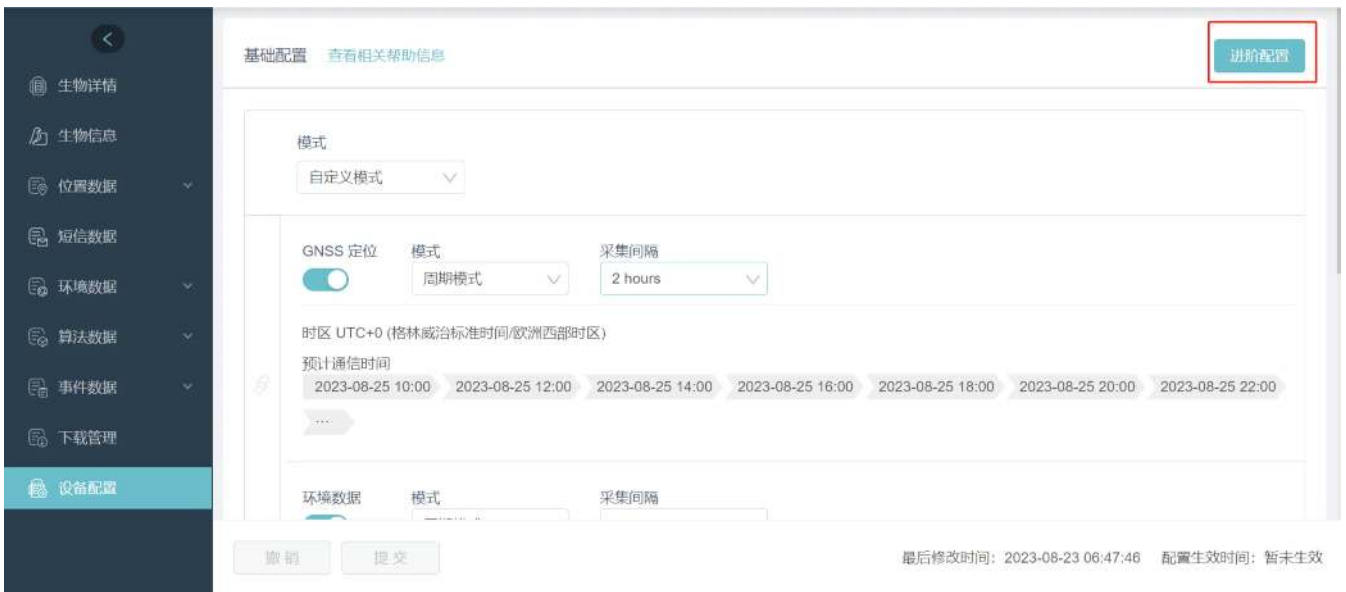 基础配置 查看相关帮助信息 进阶配置
生物详情
生物信息
位置数据
短信数据
环境数据
算法数据
事件数据
下载管理
设备配置
模式
自定义模式
GNSS 定位 模式 采集间隔
周期模式 2 hours
时区 UTC+0 (格林威治标准时间/欧洲西部时区)
预计通信时间
2023-08-25 10:00 2023-08-25 12:00 2023-08-25 14:00 2023-08-25 16:00 2023-08-25 18:00 2023-08-25 20:00 2023-08-25 22:00
...
环境数据 模式 采集间隔
撤销 提交 最后修改时间：2023-08-23 06:47:46 配置生效时间：暂未生效